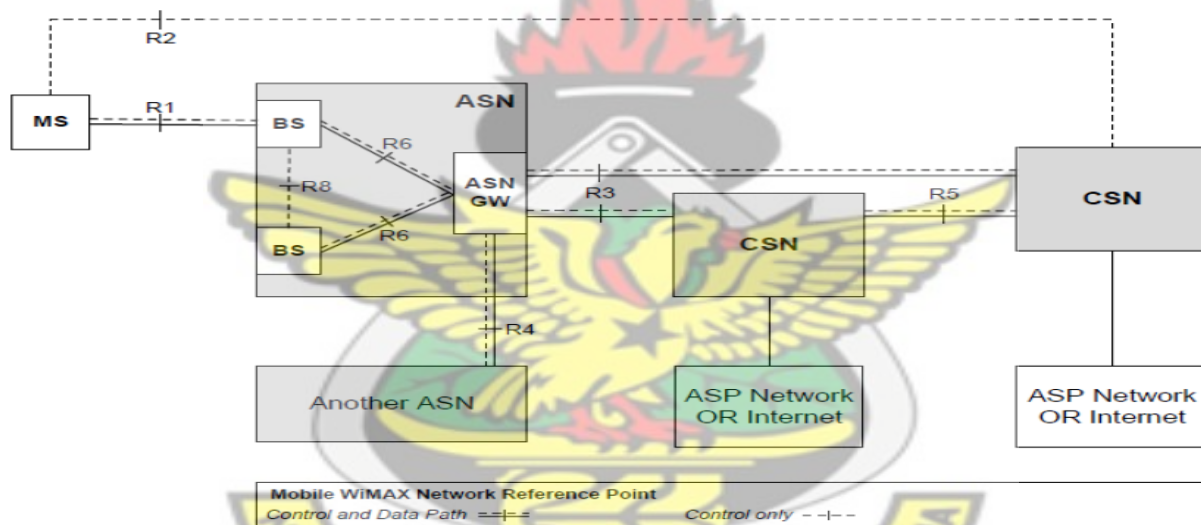 R2
MS
R1
ASN
BS
R6
R8
ASN
GW
R6
BS
R3
R5
CSN
CSN
R4
Another ASN
ASP Network
OR Internet
ASP Network
OR Internet
Mobile WiMAX Network Reference Point
Control and Data Path
Control only